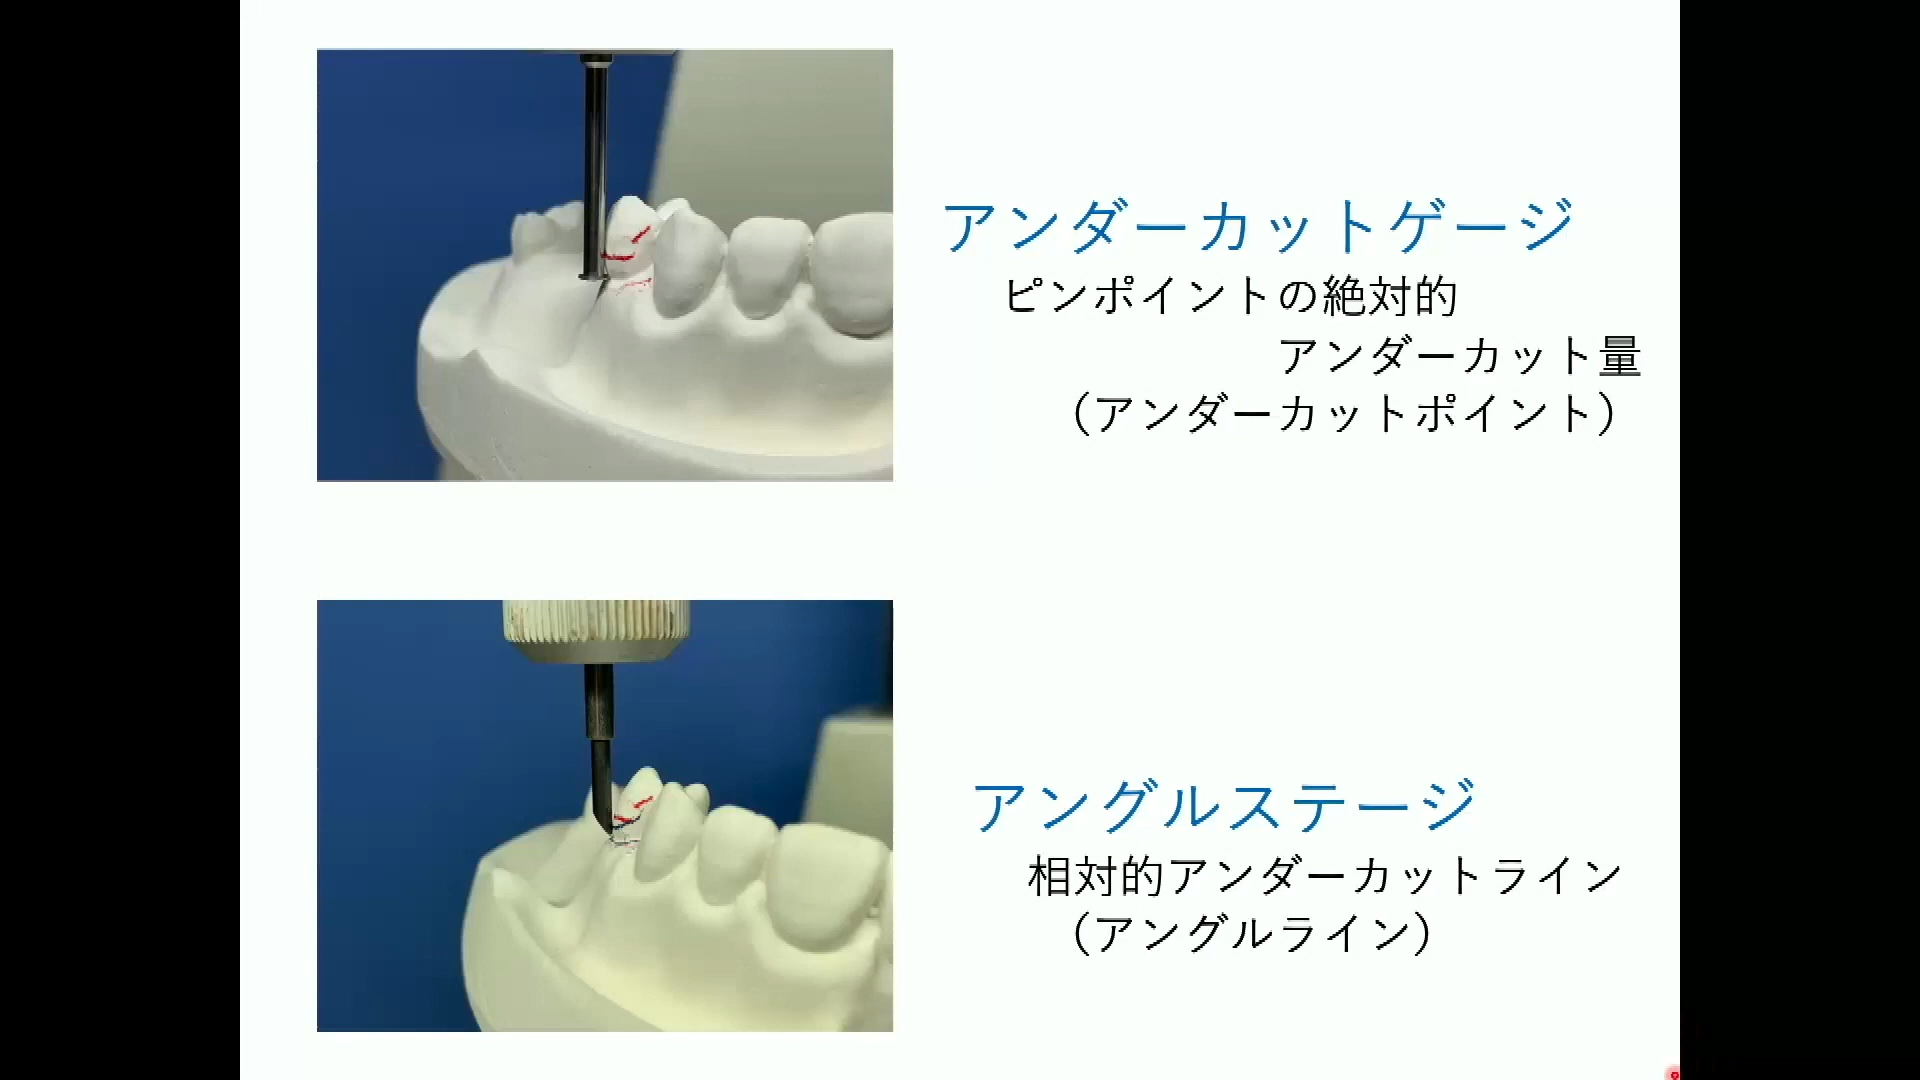 アンダーカットゲージ
ピンポイントの絶対的
アンダーカット量
（アンダーカットポイント）
アングルステージ
相対的アンダーカットライン
（アングルライン）